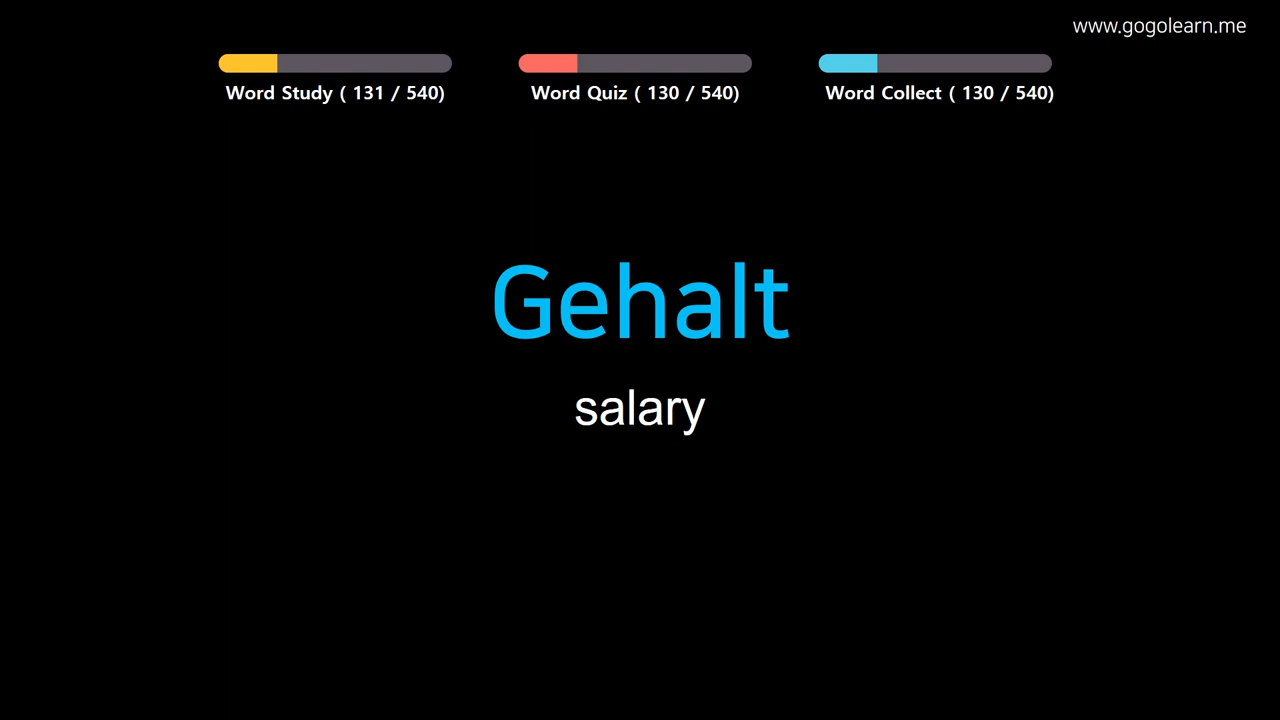 www.gogolearn.me
Word Study ( 131 / 540)
Word Quiz ( 130 / 540)
Word Collect ( 130 / 540)
Gehalt
salary